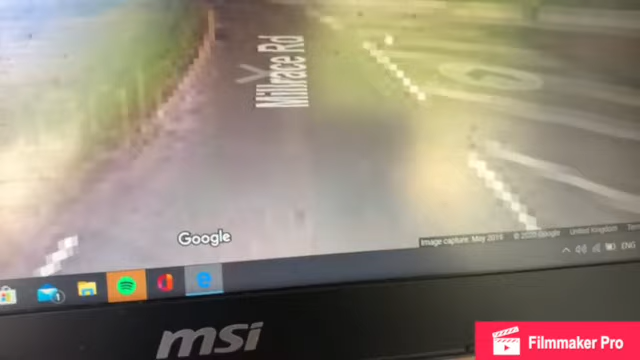 Millrace Rd
Google
Image capture: May 2019 © 2020 Google United Kingdom
ENG
msi
Filmmaker Pro